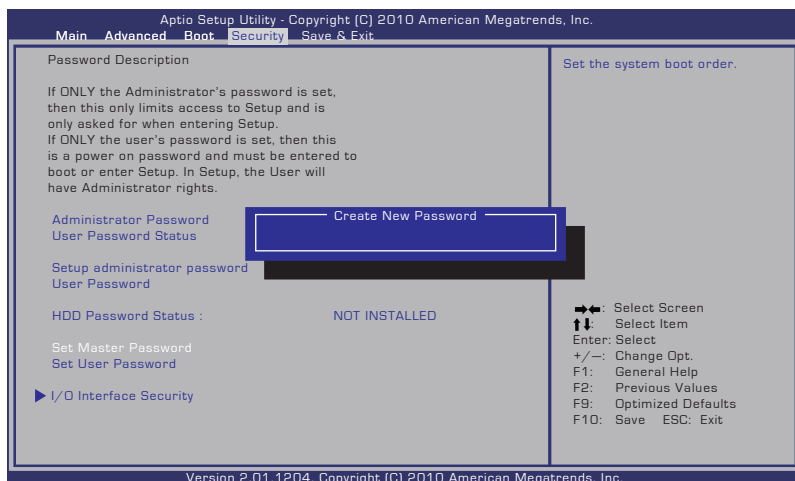 Aptio Setup Utility - Copyright (C) 2010 American Megatrends, Inc.
Main Advanced Boot Security Save & Exit
Password Description
If ONLY the Administrator's password is set,
then this only limits access to Setup and is
only asked for when entering Setup.
If ONLY the user's password is set, then this
is a power on password and must be entered to
boot or enter Setup. In Setup, the User will
have Administrator rights.
Administrator Password
User Password Status
Create New Password
Setup administrator password
User Password
HDD Password Status : NOT INSTALLED
Set Master Password
Set User Password
I/O Interface Security
Set the system boot order.
→←: Select Screen
↑↓: Select Item
Enter: Select
+/—: Change Opt.
F1: General Help
F2: Previous Values
F9: Optimized Defaults
F10: Save ESC: Exit
Version 2.01.1204. Copyright (C) 2010 American Megatrends, Inc.